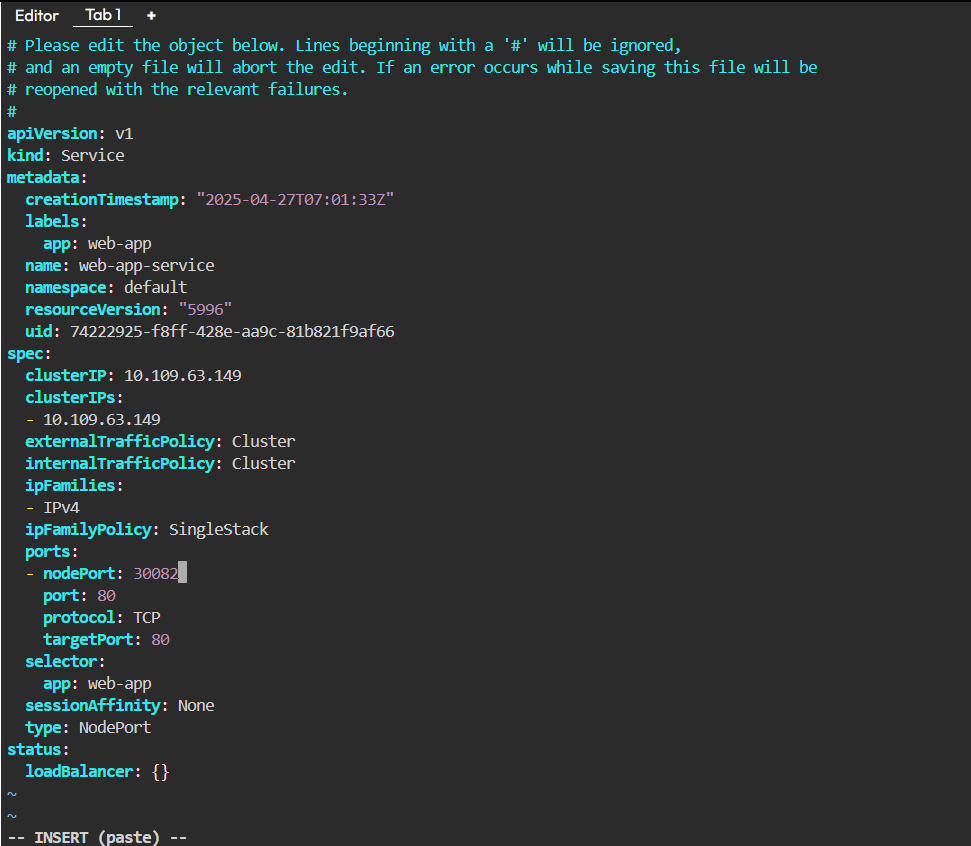 Editor Tab 1 +
# Please edit the object below. Lines beginning with a '#' will be ignored,
# and an empty file will abort the edit. If an error occurs while saving this file will be
# reopened with the relevant failures.
#
apiVersion: v1
kind: Service
metadata:
  creationTimestamp: "2025-04-27T07:01:33Z"
  labels:
    app: web-app
  name: web-app-service
  namespace: default
  resourceVersion: "5996"
  uid: 74222925-f8ff-428e-aa9c-81b821f9af66
spec:
  clusterIP: 10.109.63.149
  clusterIPs:
  - 10.109.63.149
  externalTrafficPolicy: Cluster
  internalTrafficPolicy: Cluster
  ipFamilies:
  - IPv4
  ipFamilyPolicy: SingleStack
  ports:
  - nodePort: 30082
    port: 80
    protocol: TCP
    targetPort: 80
  selector:
    app: web-app
  sessionAffinity: None
  type: NodePort
status:
  loadBalancer: {}
~
~
-- INSERT (paste) --